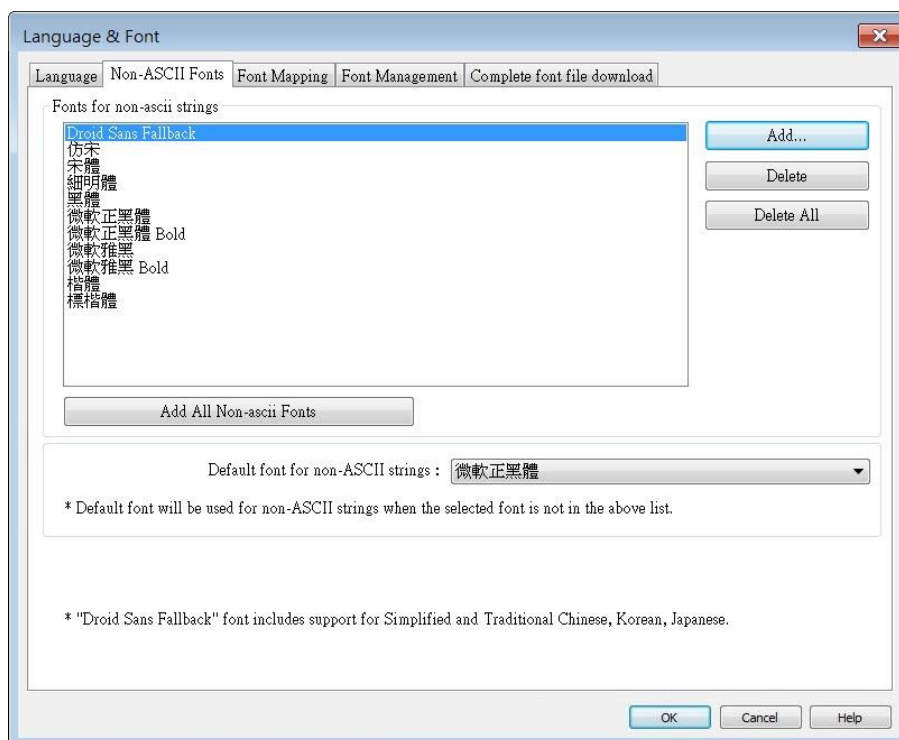 Language & Font
Language Non-ASCII Fonts Font Mapping Font Management Complete font file download
Fonts for non-ascii strings
Droid Sans Fallback
仿宋
宋體
細明體
黑體
微軟正黑體
微軟正黑體 Bold
微軟雅黑
微軟雅黑 Bold
楷體
標楷體
Add...
Delete
Delete All
Add All Non-ascii Fonts
Default font for non-ASCII strings : 微軟正黑體
* Default font will be used for non-ASCII strings when the selected font is not in the above list.
* "Droid Sans Fallback" font includes support for Simplified and Traditional Chinese, Korean, Japanese.
OK Cancel Help